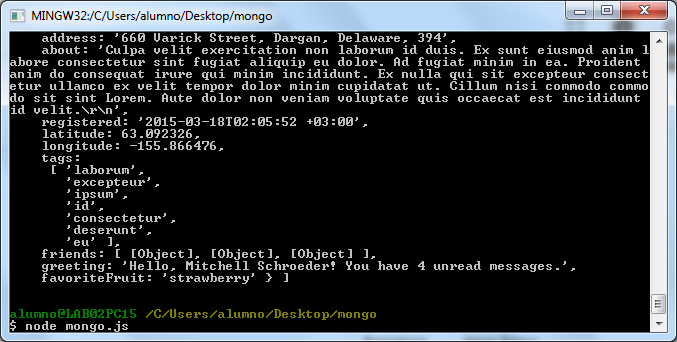 MINGW32:/C/Users/alumno/Desktop/mongo
address: '660 Varick Street, Dargan, Delaware, 394',
about: 'Culpa velit exercitation non laborum id duis. Ex sunt eiusmod anim l
abore consectetur sint fugiat aliquip eu dolor. Ad fugiat minim in ea. Proident
anim do consequat irure qui minim incididunt. Ex nulla qui sit excepteur consect
etur ullamco ex velit tempor dolor minim cupidatat ut. Cillum nisi commodo commo
do sit sint Lorem. Aute dolor non veniam voluptate quis occaecat est incididunt
id velit.\r\n',
registered: '2015-03-18T02:05:52 +03:00',
latitude: 63.092326,
longitude: -155.866476,
tags:
[ 'laborum',
'excepteur',
'ipsum',
'id',
'consectetur',
'deserunt',
'eu' ],
friends: [ [Object], [Object], [Object] ],
greeting: 'Hello, Mitchell Schroeder! You have 4 unread messages.',
favoriteFruit: 'strawberry' } ]
alumno@LAB02PC15 /C/Users/alumno/Desktop/mongo
$ node mongo.js